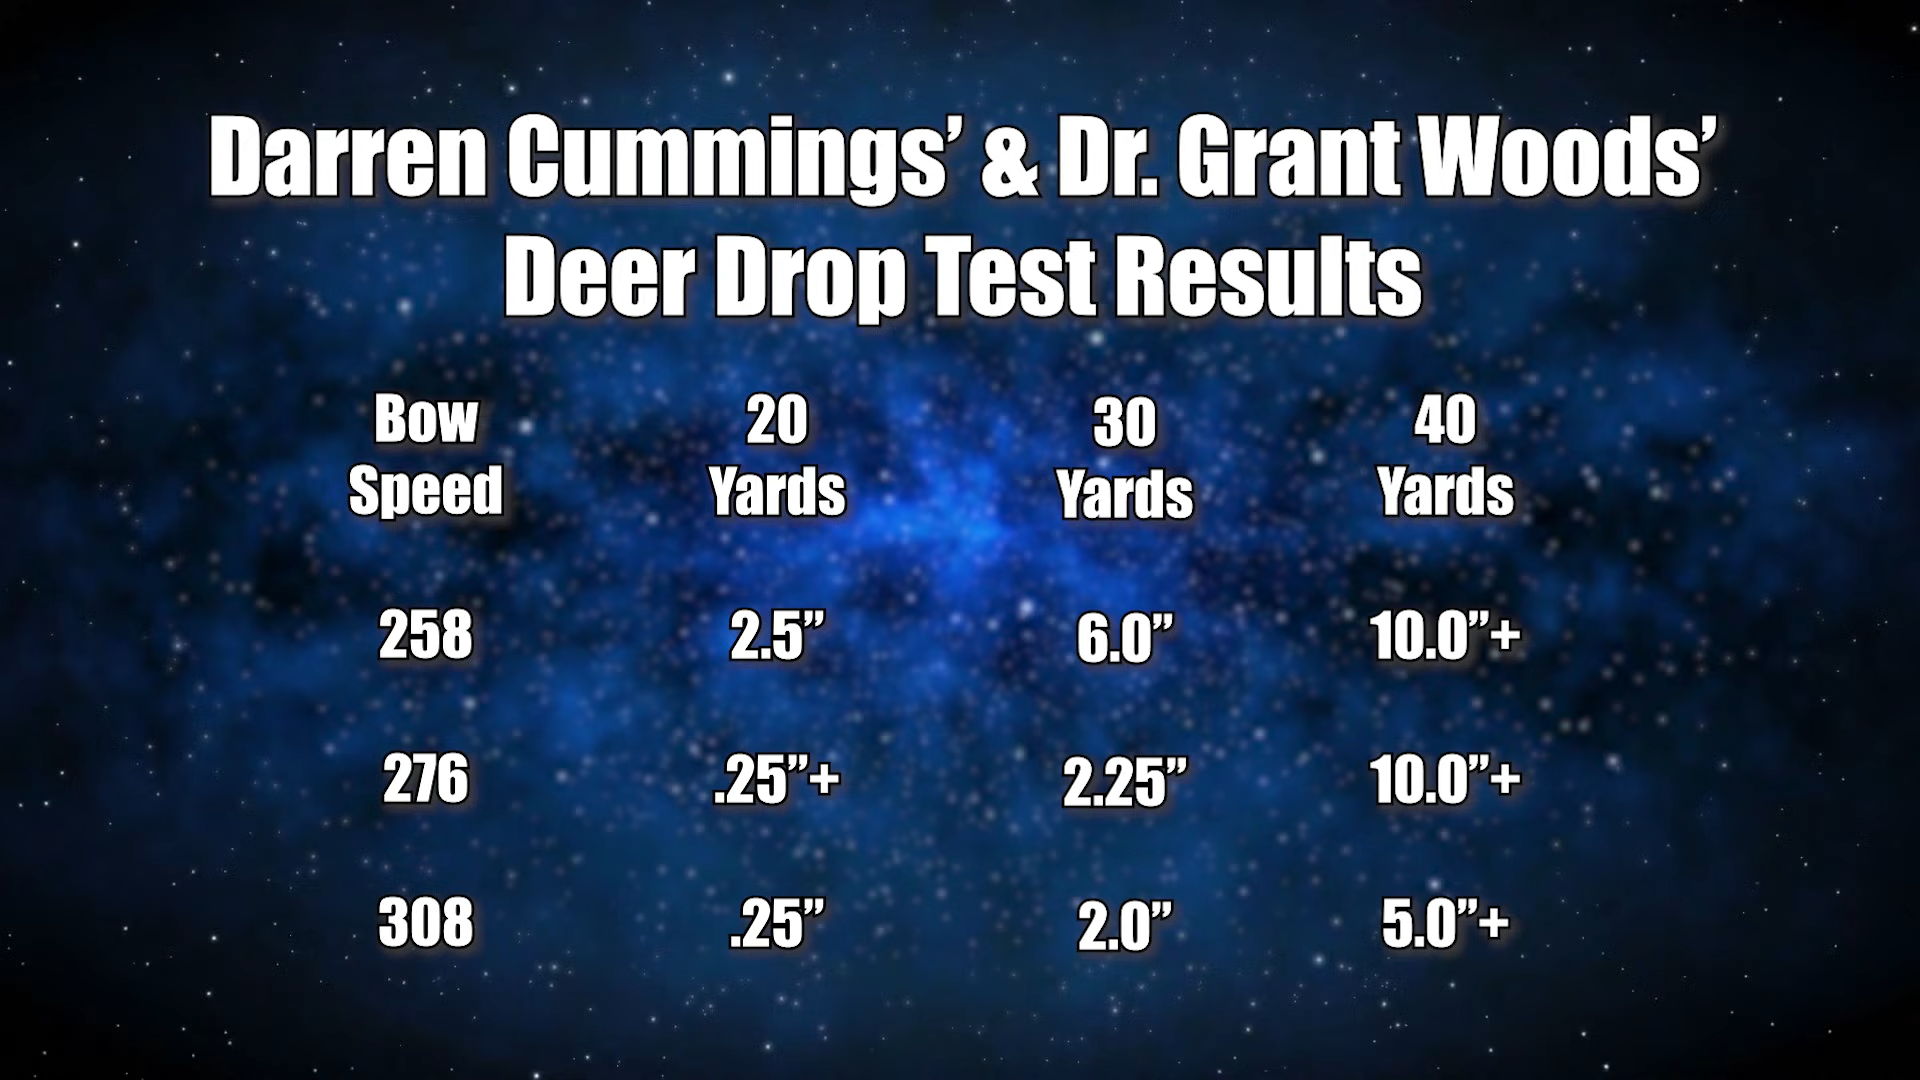 Darren Cummings’ & Dr. Grant Woods’
Deer Drop Test Results
Bow Speed 20 Yards 30 Yards 40 Yards
258 2.5” 6.0” 10.0”+
276 .25”+ 2.25” 10.0”+
308 .25” 2.0” 5.0”+